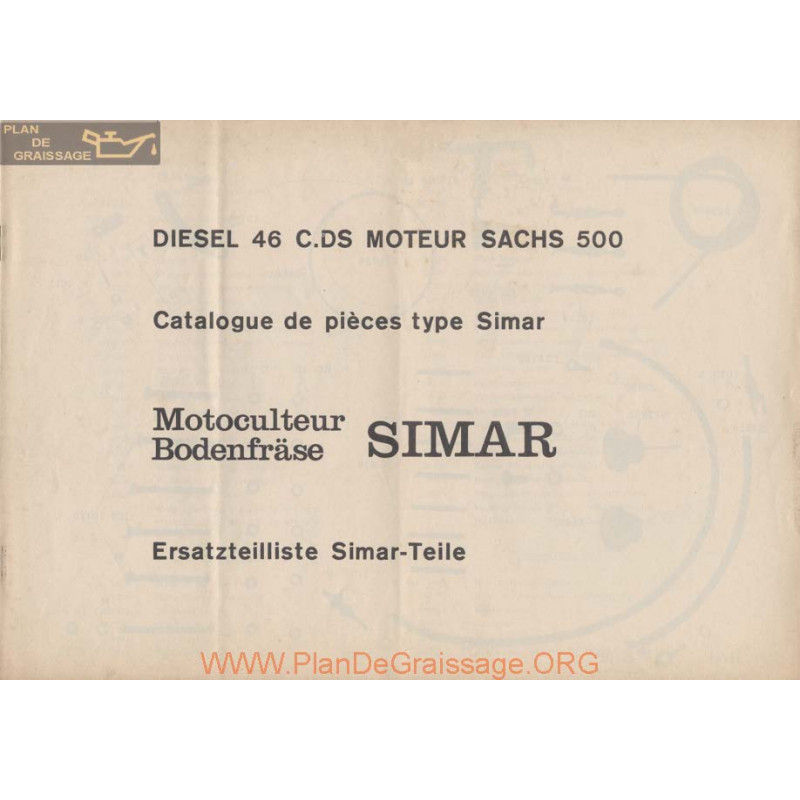 PLAN
DE
GRAISSAGE
DIESEL 46 C.DS MOTEUR SACHS 500
Catalogue de pièces type Simar
Motoculteur
Bodenfräse
SIMAR
Ersatzteilliste Simar-Teile
WWW.PlanDeGraissage.ORG